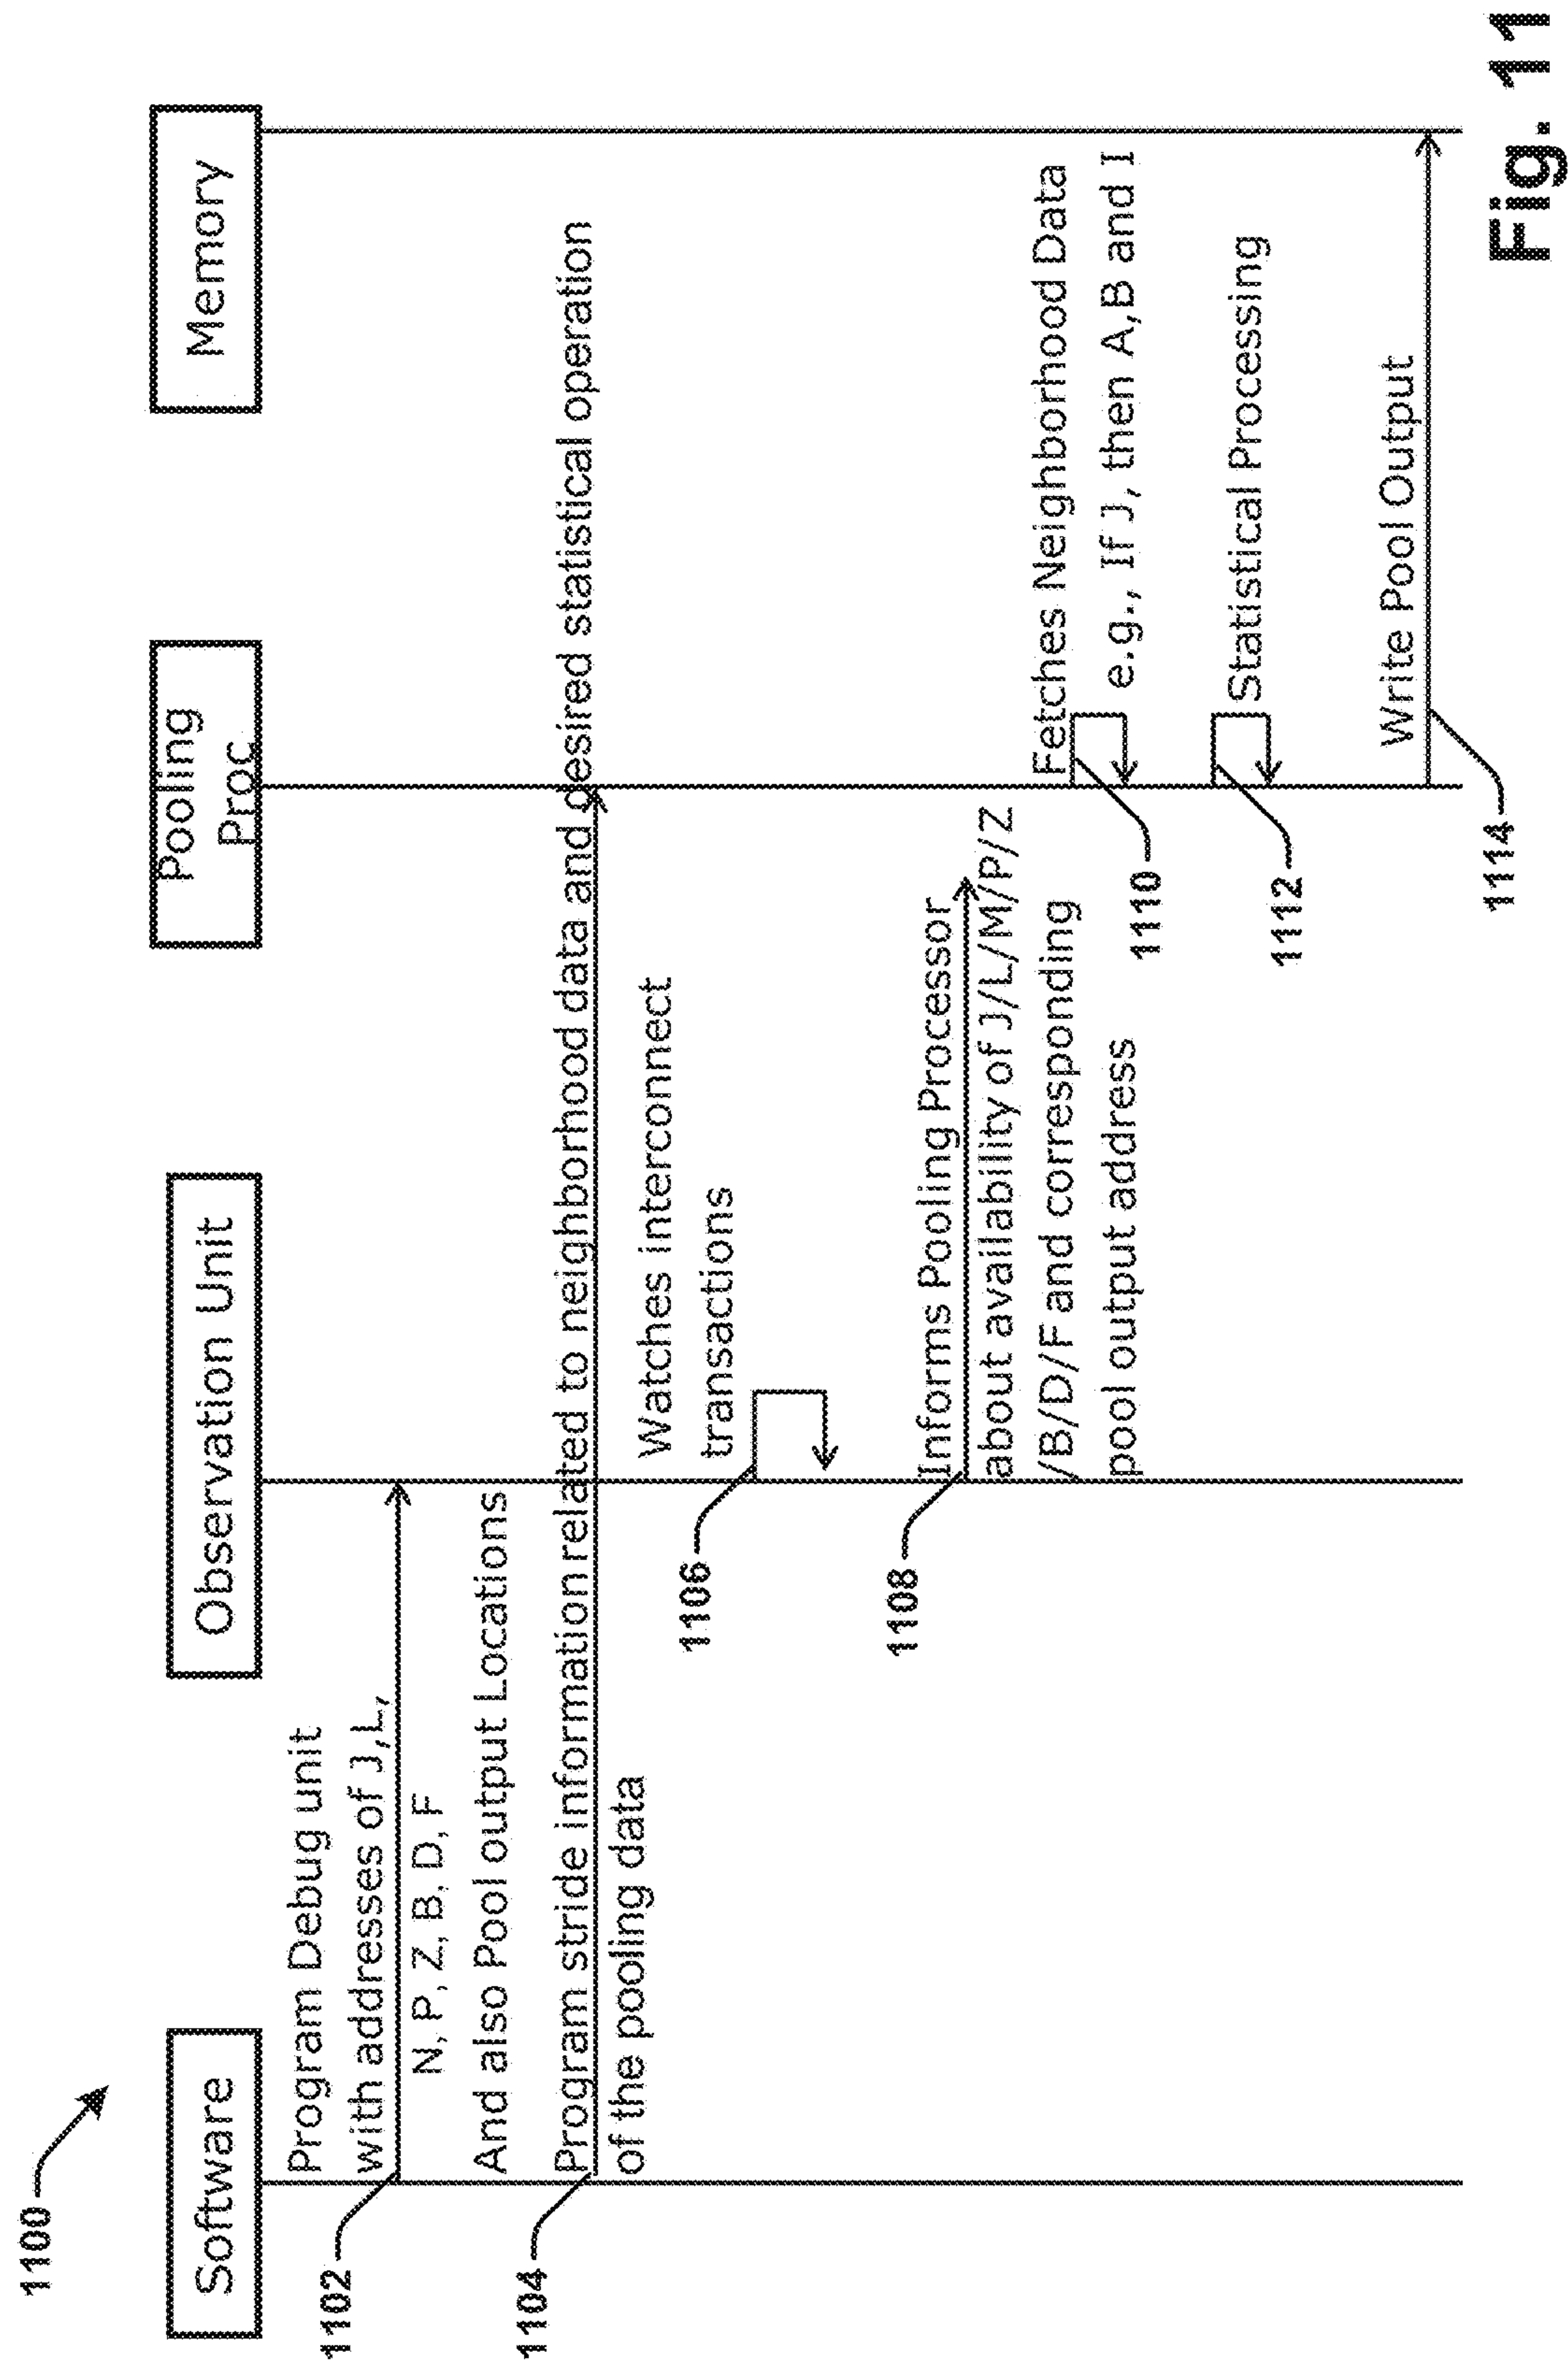 1100
Software
Observation Unit
Pooling
Proc
Memory
Program Debug unit
with addresses of J,L,
N, P, Z, B, D, F
1102
And also Pool output Locations
Program stride information related to neighborhood data and desired statistical operation
of the pooling data
1104
Watches interconnect
transactions
1106
Informs Pooling Processor
about availability of J/L/M/P/Z
/B/D/F and corresponding
pool output address
1108
Fetches Neighborhood Data
e.g., If J, then A,B and I
1110
Statistical Processing
1112
Write Pool Output
1114
Fig. 11